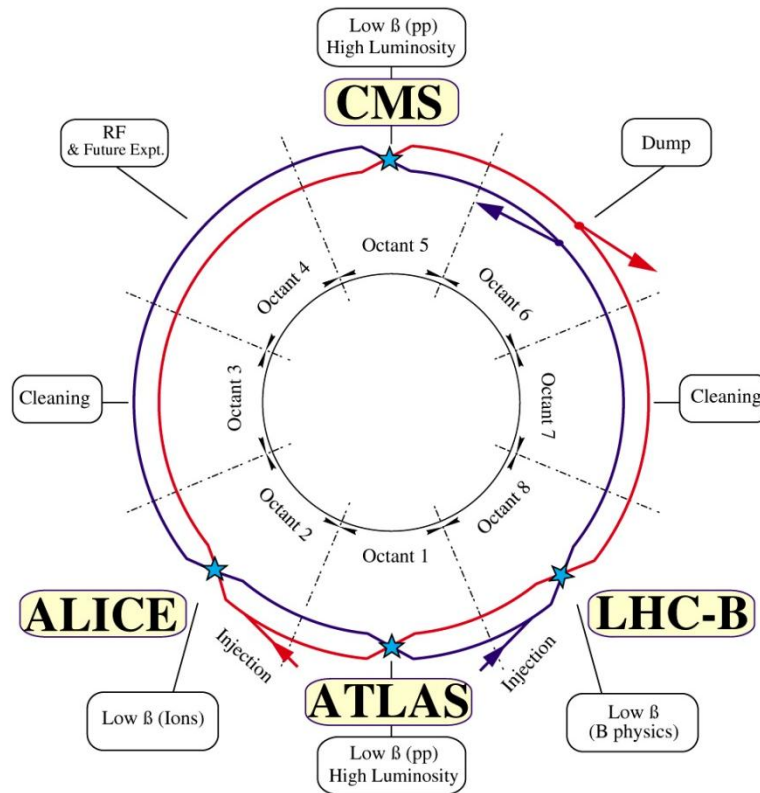 Low ß (pp)
High Luminosity
CMS
RF
& Future Expt.
Dump
Octant 5
Octant 4
Octant 6
Cleaning
Octant 3
Octant 7
Cleaning
Octant 2
Octant 8
Octant 1
ALICE
LHC-B
Injection
Injection
ATLAS
Low ß (Ions)
Low ß
(B physics)
Low ß (pp)
High Luminosity